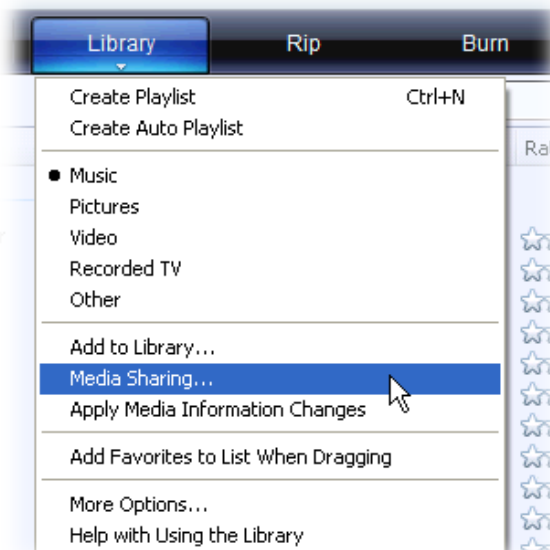 Library Rip Burn
Create Playlist Ctrl+N
Create Auto Playlist
Music
Pictures
Video
Recorded TV
Other
Add to Library...
Media Sharing...
Apply Media Information Changes
Add Favorites to List When Dragging
More Options...
Help with Using the Library